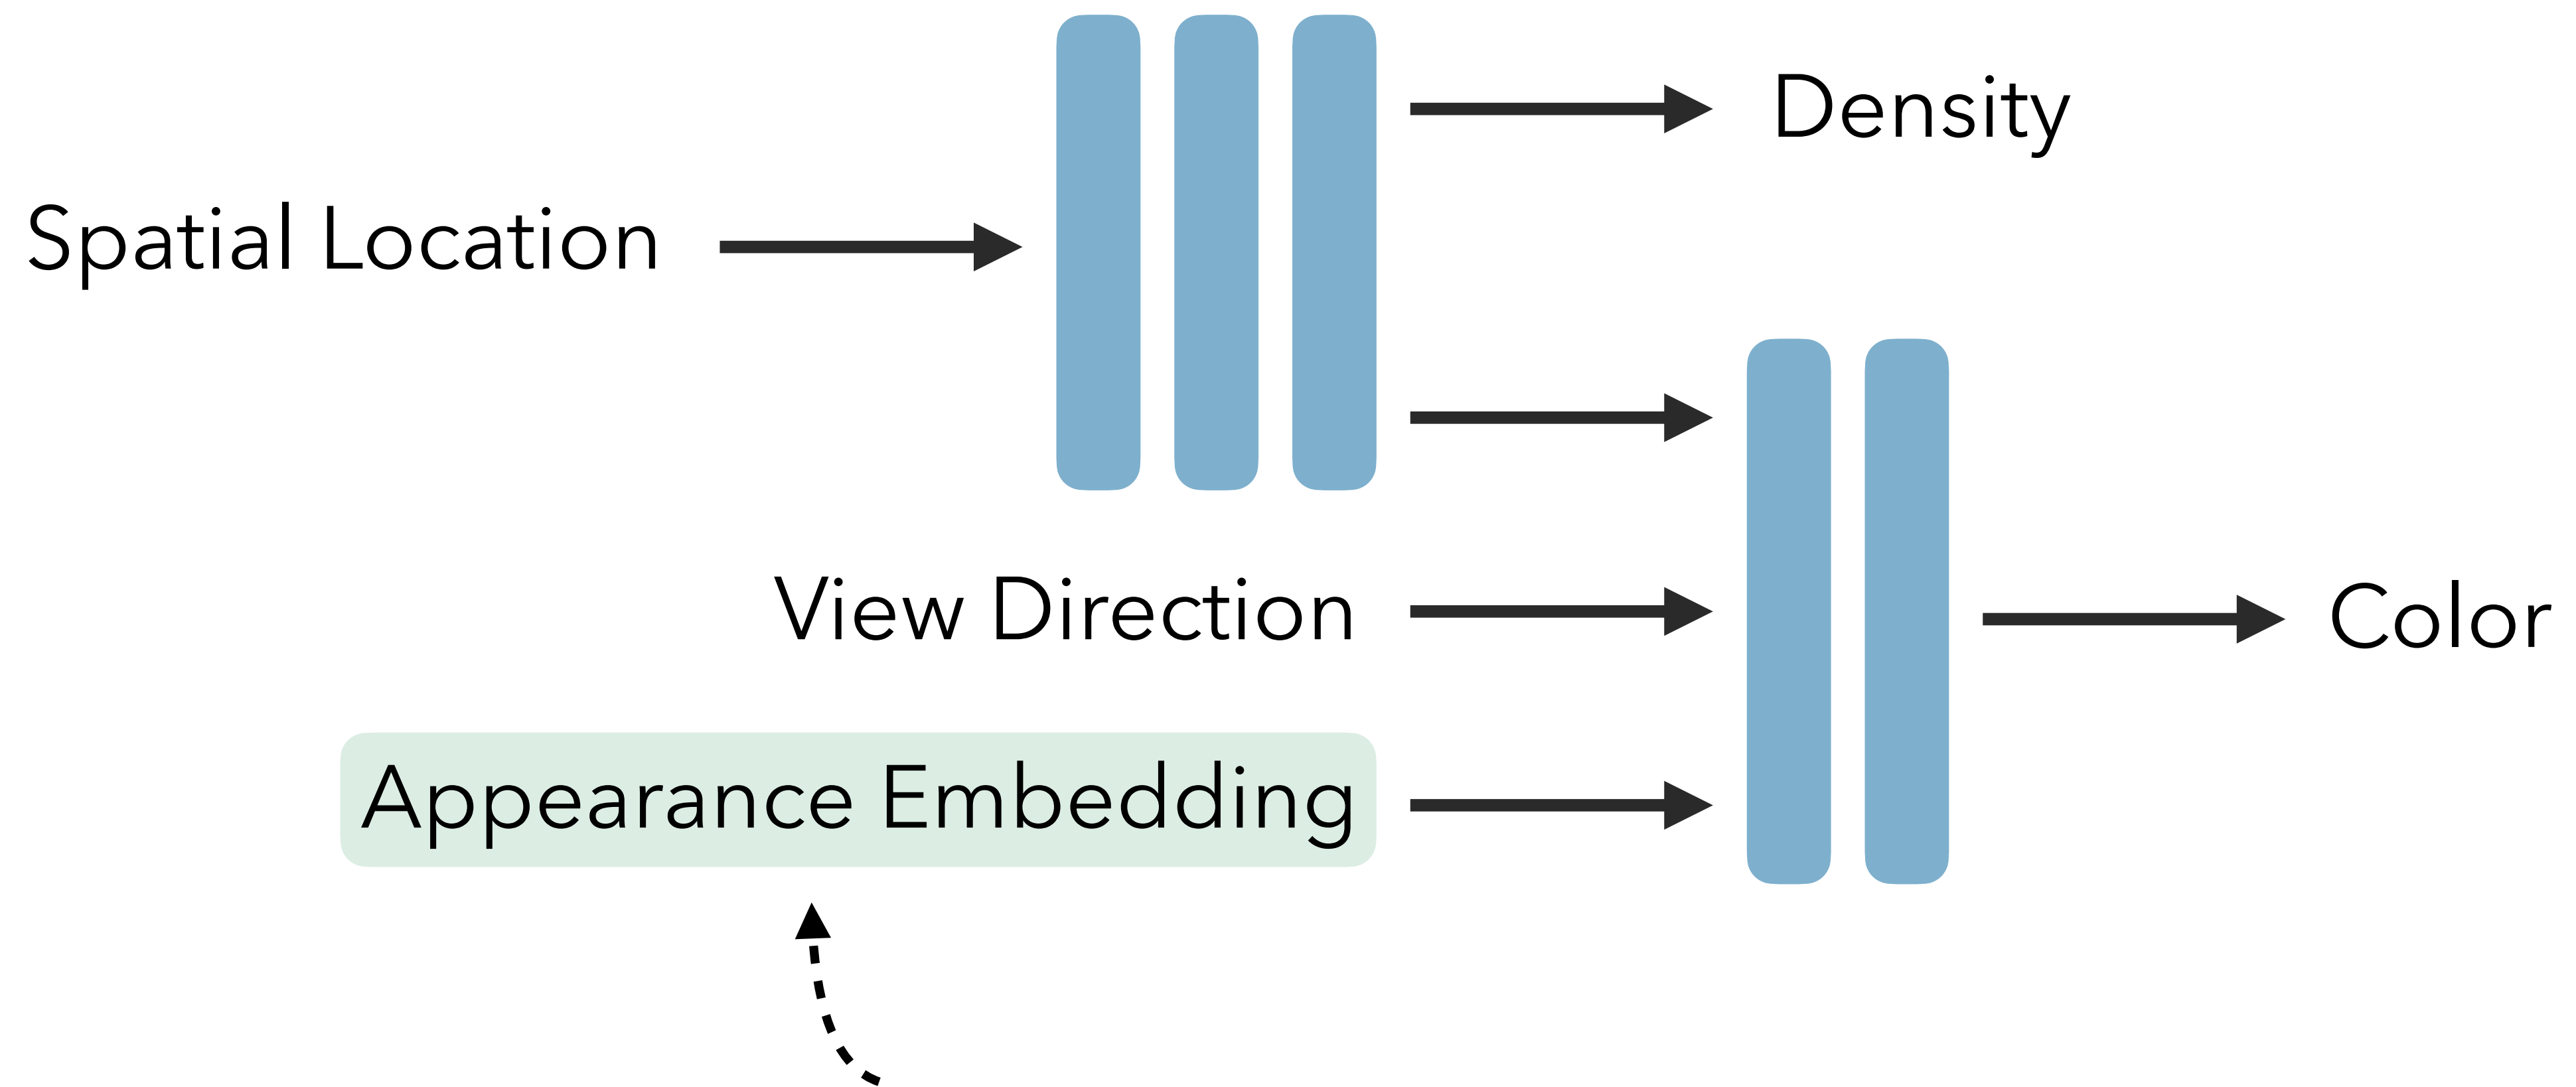 Density
Spatial Location
View Direction
Color
Appearance Embedding